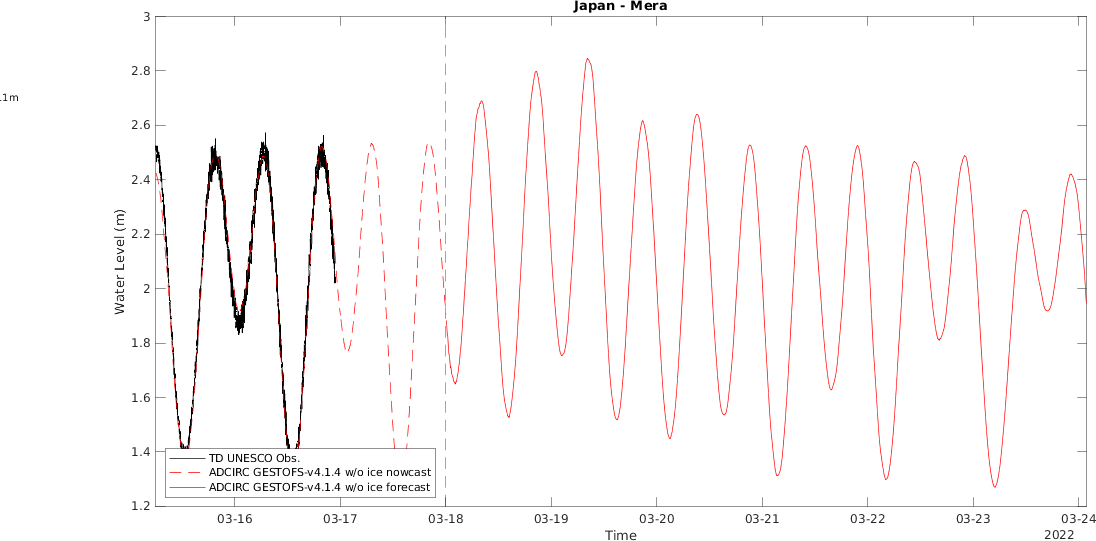 Japan - Mera
.1m
3
2.8
2.6
2.4
2.2
2
1.8
1.6
1.4
1.2
Water Level (m)
TD UNESCO Obs.
ADCIRC GESTOFS-v4.1.4 w/o ice nowcast
ADCIRC GESTOFS-v4.1.4 w/o ice forecast
03-16 03-17 03-18 03-19 03-20 03-21 03-22 03-23 03-24
Time
2022